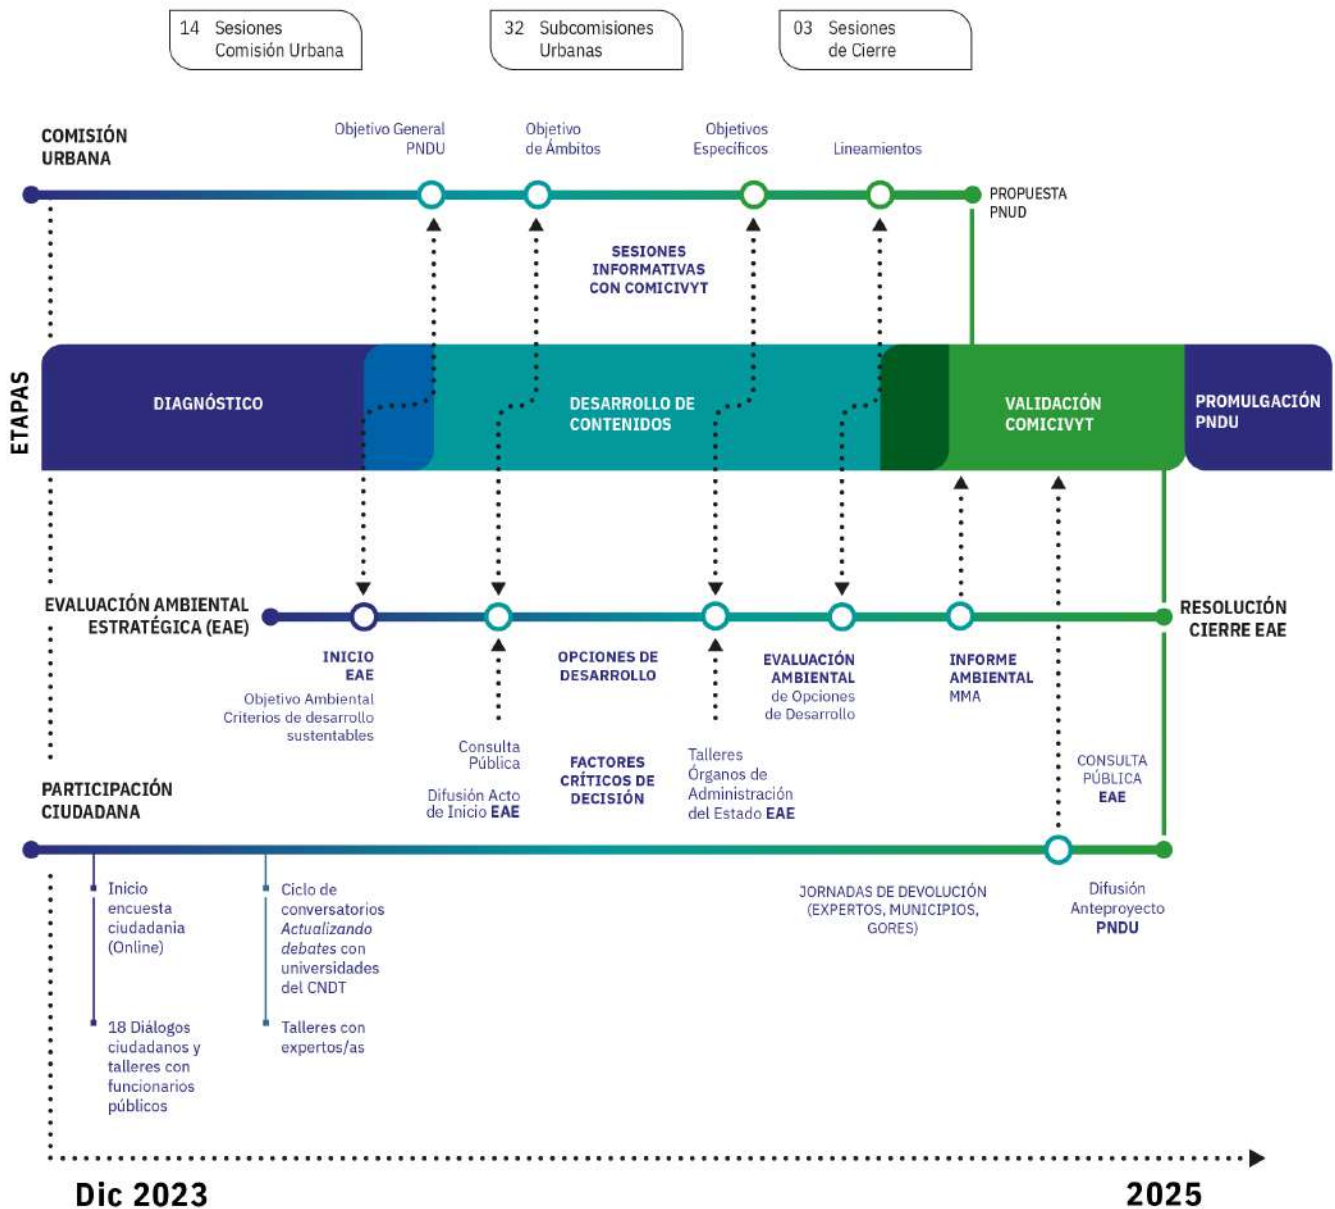 14 Sesiones
Comisión Urbana
32 Subcomisiones
Urbanas
03 Sesiones
de Cierre
COMISIÓN
URBANA
Objetivo General
PNDU
Objetivo
de Ámbitos
Objetivos
Específicos
Lineamientos
PROPUESTA
PNUD
SESIONES
INFORMATIVAS
CON COMICIVYT
ETAPAS
DIAGNÓSTICO
DESARROLLO DE
CONTENIDOS
VALIDACIÓN
COMICIVYT
PROMULGACIÓN
PNDU
EVALUACIÓN AMBIENTAL
ESTRATÉGICA (EAE)
RESOLUCIÓN
CIERRE EAE
INICIO
EAE
Objetivo Ambiental
Criterios de desarrollo
sustentables
OPCIONES DE
DESARROLLO
EVALUACIÓN
AMBIENTAL
de Opciones
de Desarrollo
INFORME
AMBIENTAL
MMA
Consulta
Pública
Difusión Acto
de Inicio EAE
FACTORES
CRÍTICOS DE
DECISIÓN
Talleres
Órganos de
Administración
del Estado EAE
CONSULTA
PÚBLICA
EAE
PARTICIPACIÓN
CIUDADANA
Inicio
encuesta
ciudadania
(Online)
18 Diálogos
ciudadanos y
talleres con
funcionarios
públicos
Ciclo de
conversatorios
Actualizando
debates con
universidades
del CNDT
Talleres con
expertos/as
JORNADAS DE DEVOLUCIÓN
(EXPERTOS, MUNICIPIOS,
GORES)
Difusión
Anteproyecto
PNDU
Dic 2023
2025